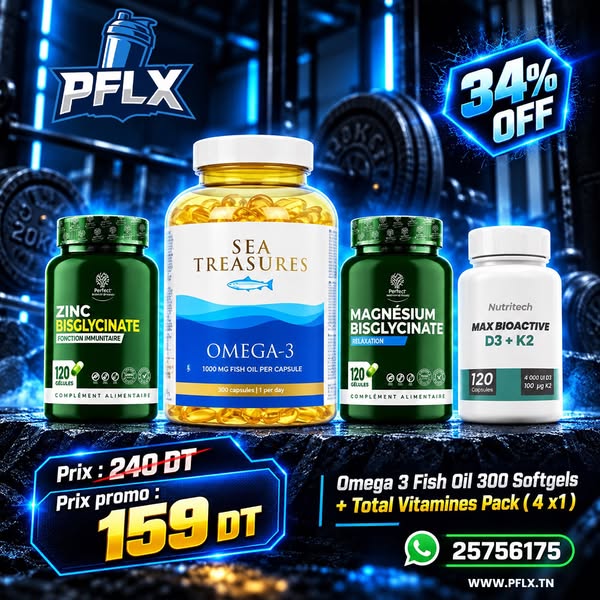 PFLX
34%
OFF
SEA
TREASURES
OMEGA-3
1000 MG FISH OIL PER CAPSULE
300 capsules | 1 per day
Perfect
ZINC
BISGLYCINATE
FONCTION IMMUNITAIRE
120
GÉLULES
COMPLÉMENT ALIMENTAIRE
Perfect
MAGNÉSIUM
BISGLYCINATE
RELAXATION
120
GÉLULES
COMPLÉMENT ALIMENTAIRE
Nutritech
MAX BIOACTIVE
D3 + K2
120
Capsules
4 000 UI D3
100 µg K2
20K
Prix : 240 DT
Prix promo :
159 DT
Omega 3 Fish Oil 300 Softgels
+ Total Vitamines Pack ( 4 x1 )
25756175
WWW.PFLX.TN